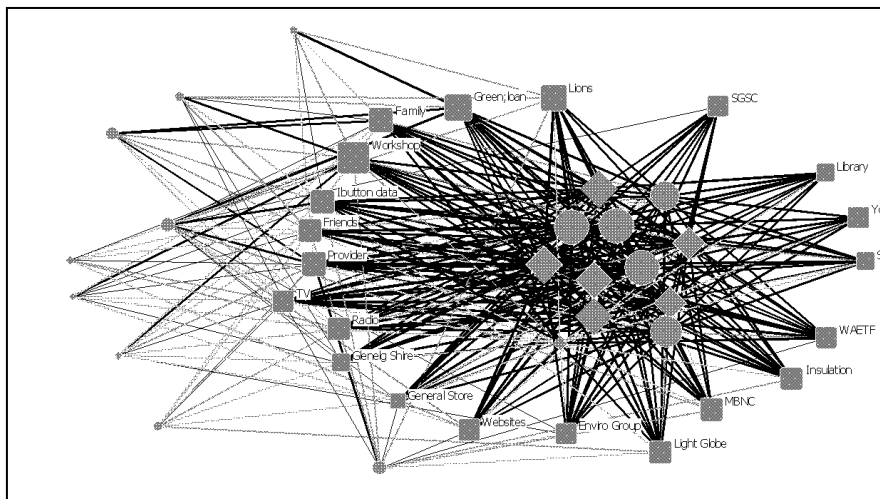 Green; loan
Lions
SGSC
Family
Workshop
Library
Ibutton data
Friends
Provider
TV
Radio
WAETF
Glenelg Shire
Insulation
General Store
MBNC
Websites
Enviro Group
Light Globe